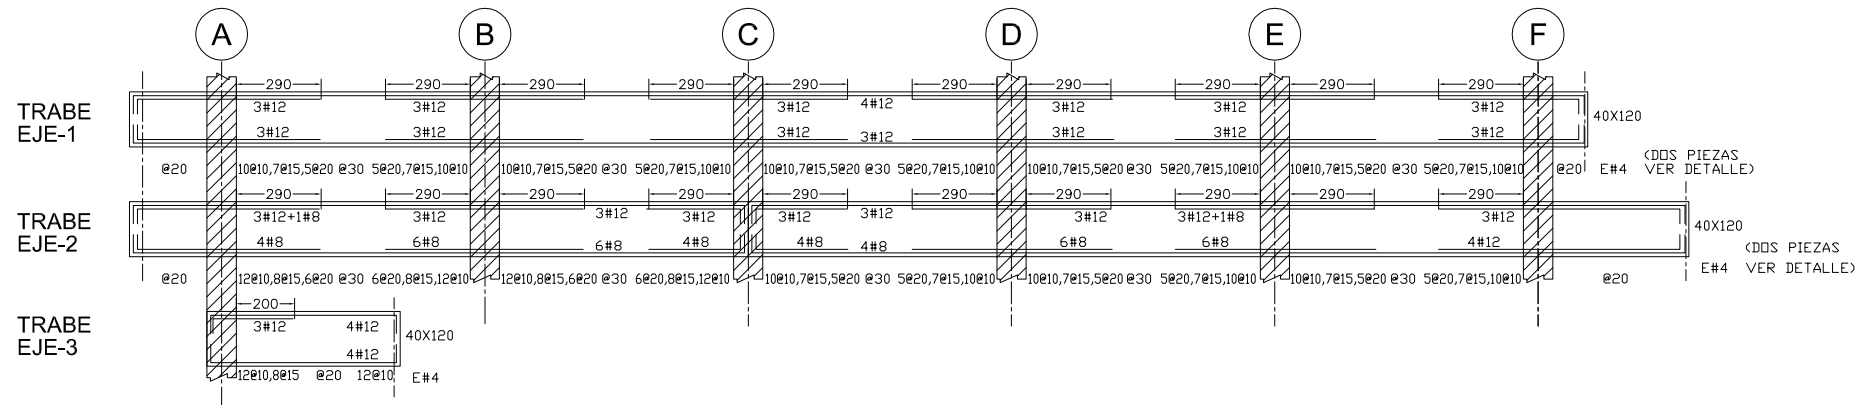 A B C D E F
TRABE
EJE-1
290 290 290 290 290 290 290 290 290 290
3#12 3#12 3#12 4#12 3#12 3#12 3#12
40X120
3#12 3#12 3#12 3#12 3#12 3#12 3#12
(DOS PIEZAS
VER DETALLE)
@20 10@10,7@15,5@20 @30 5@20,7@15,10@10 10@10,7@15,5@20 @30 5@20,7@15,10@10 10@10,7@15,5@20 @30 5@20,7@15,10@10 10@10,7@15,5@20 @30 5@20,7@15,10@10 10@10,7@15,5@20 @30 5@20,7@15,10@10 @20 E#4
TRABE
EJE-2
290 290 290 290 290 290 290 290 290 290
3#12+1#8 3#12 3#12 3#12 3#12 3#12 3#12 3#12+1#8 3#12
40X120
4#8 6#8 6#8 4#8 4#8 4#8 6#8 6#8 4#12
(DOS PIEZAS
VER DETALLE)
E#4
@20 12@10,8@15,6@20 @30 6@20,8@15,12@10 12@10,8@15,6@20 @30 6@20,8@15,12@10 10@10,7@15,5@20 @30 5@20,7@15,10@10 10@10,7@15,5@20 @30 5@20,7@15,10@10 10@10,7@15,5@20 @30 5@20,7@15,10@10 @20
TRABE
EJE-3
200
3#12 4#12
40X120
4#12
12@10,8@15 @20 12@10 E#4